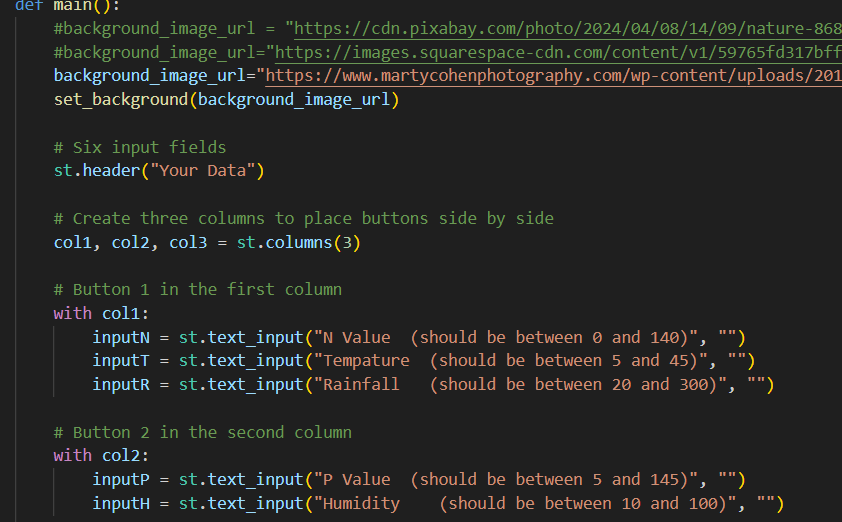 def main():
    #background_image_url = "https://cdn.pixabay.com/photo/2024/04/08/14/09/nature-868
    #background_image_url="https://images.squarespace-cdn.com/content/v1/59765fd317bff
    background_image_url="https://www.martycohenphotography.com/wp-content/uploads/201
    set_background(background_image_url)
    # Six input fields
    st.header("Your Data")
    # Create three columns to place buttons side by side
    col1, col2, col3 = st.columns(3)
    # Button 1 in the first column
    with col1:
        inputN = st.text_input("N Value  (should be between 0 and 140)", "")
        inputT = st.text_input("Tempature  (should be between 5 and 45)", "")
        inputR = st.text_input("Rainfall   (should be between 20 and 300)", "")
    # Button 2 in the second column
    with col2:
        inputP = st.text_input("P Value  (should be between 5 and 145)", "")
        inputH = st.text_input("Humidity    (should be between 10 and 100)", "")